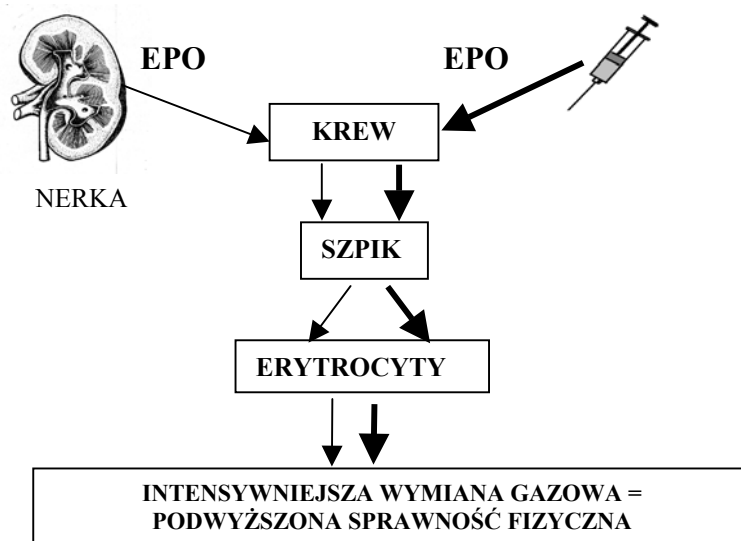 EPO EPO
KREW
NERKA
SZPIK
ERYTROCYTY
INTENSYWNIEJSZA WYMIANA GAZOWA =
PODWYŻSZONA SPRAWNOŚĆ FIZYCZNA